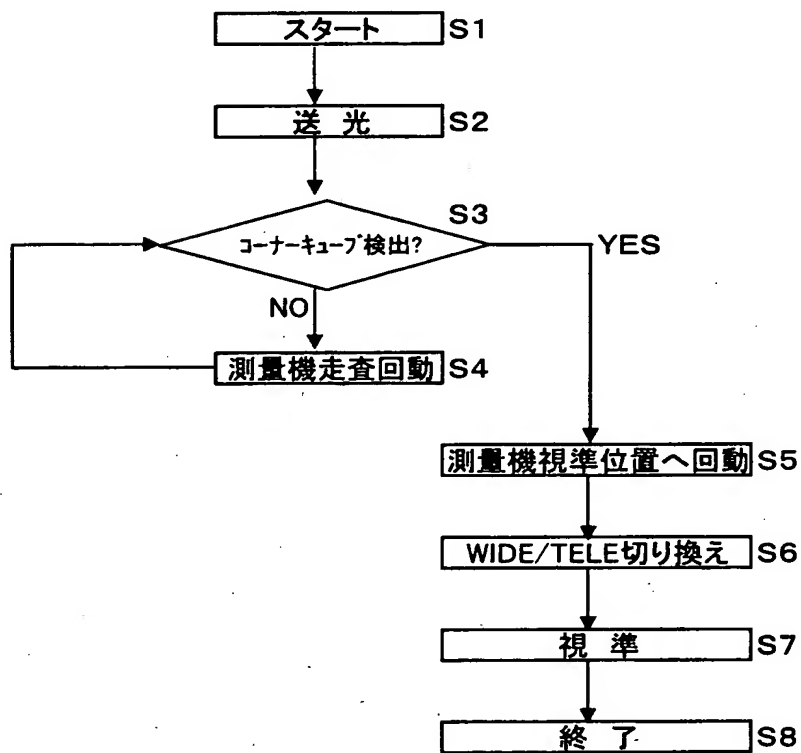 スタート S1
送 光 S2
S3
コーナーキューブ検出?
YES
NO
測量機走査回動 S4
測量機視準位置へ回動 S5
WIDE/TELE切り換え S6
視 準 S7
終 了 S8